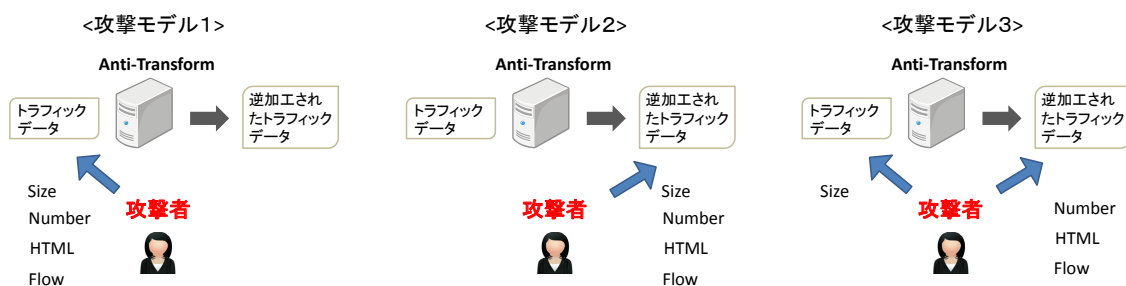 <攻撃モデル1>
Anti-Transform
トラフィック
データ
逆加工され
たトラフィック
データ
Size
Number
HTML
Flow
攻撃者
<攻撃モデル2>
Anti-Transform
トラフィック
データ
逆加工され
たトラフィック
データ
攻撃者
Size
Number
HTML
Flow
<攻撃モデル3>
Anti-Transform
トラフィック
データ
逆加工され
たトラフィック
データ
Size
攻撃者
Number
HTML
Flow